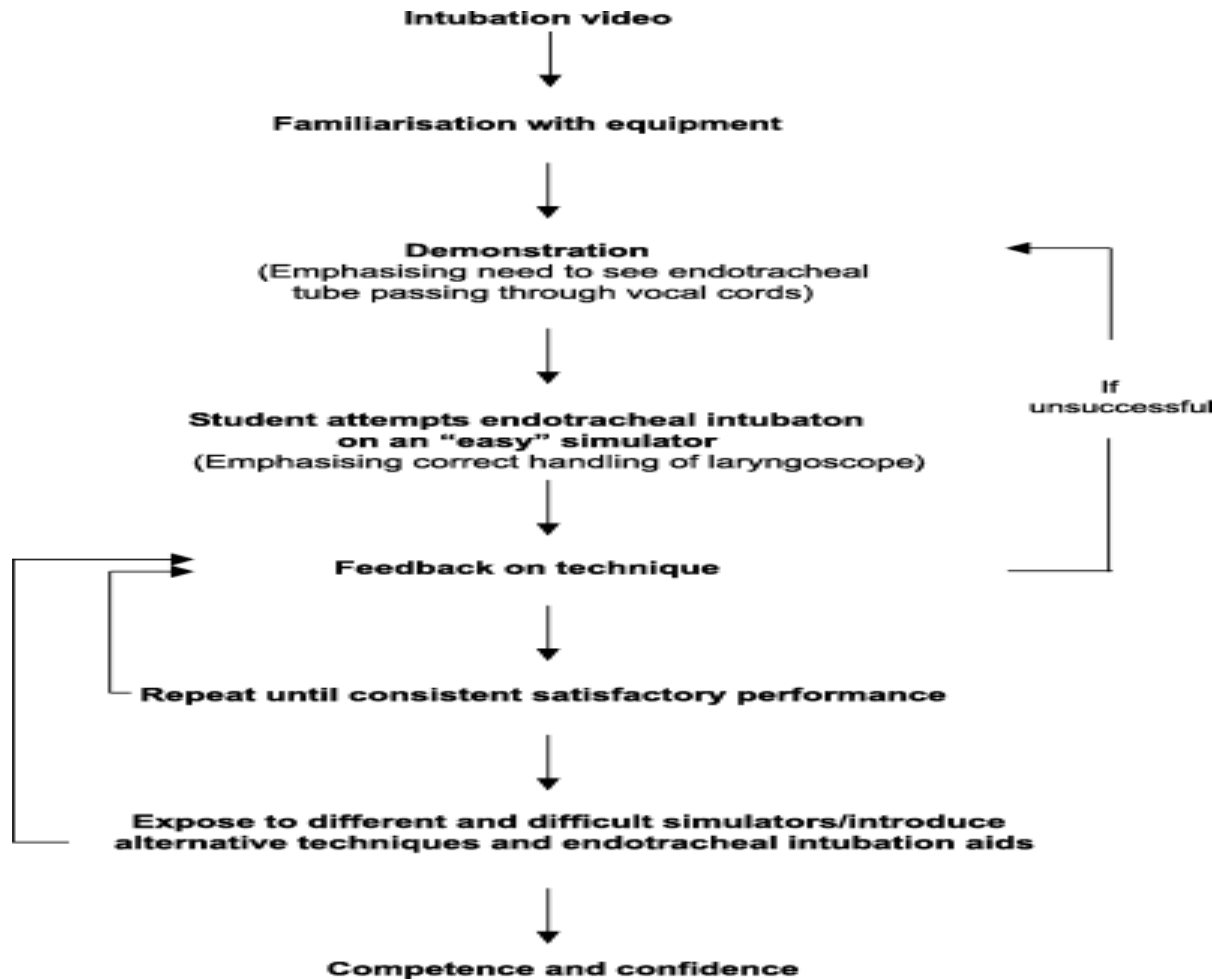 Intubation video
Familiarisation with equipment
Demonstration
(Emphasising need to see endotracheal
tube passing through vocal cords)
If
unsuccessful
Student attempts endotracheal intubaton
on an “easy” simulator
(Emphasising correct handling of laryngoscope)
Feedback on technique
Repeat until consistent satisfactory performance
Expose to different and difficult simulators/introduce
alternative techniques and endotracheal intubation aids
Competence and confidence